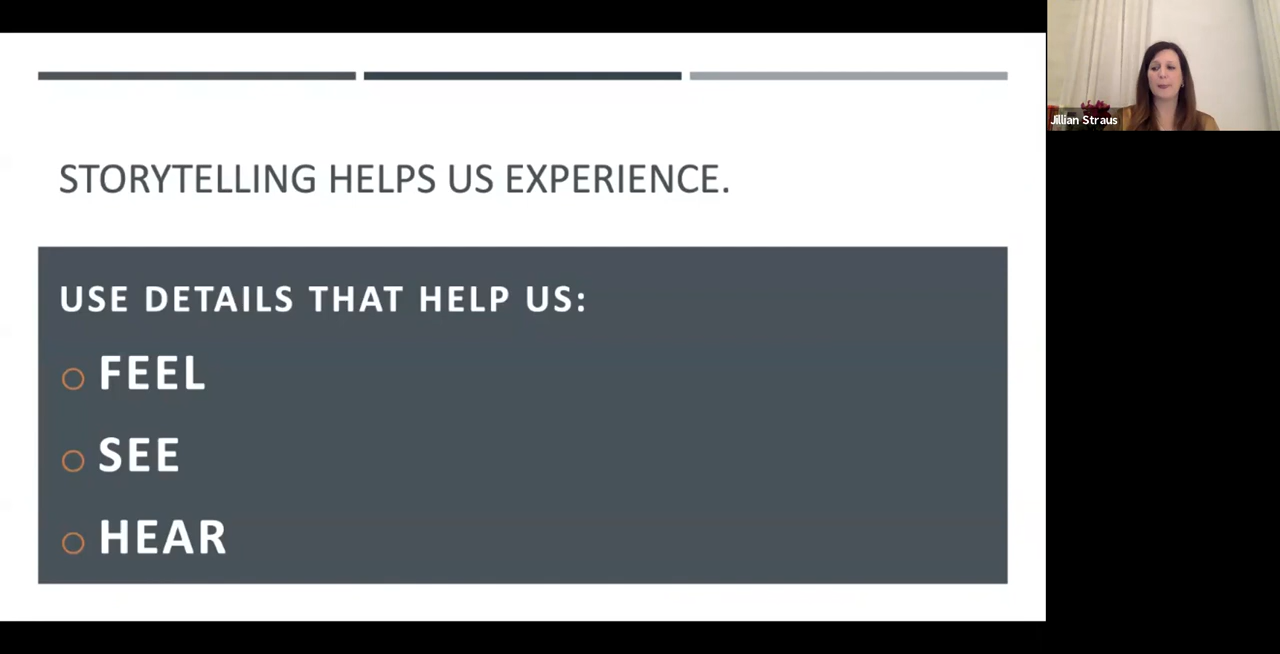 STORYTELLING HELPS US EXPERIENCE.
USE DETAILS THAT HELP US:
FEEL
SEE
HEAR
Jillian Straus